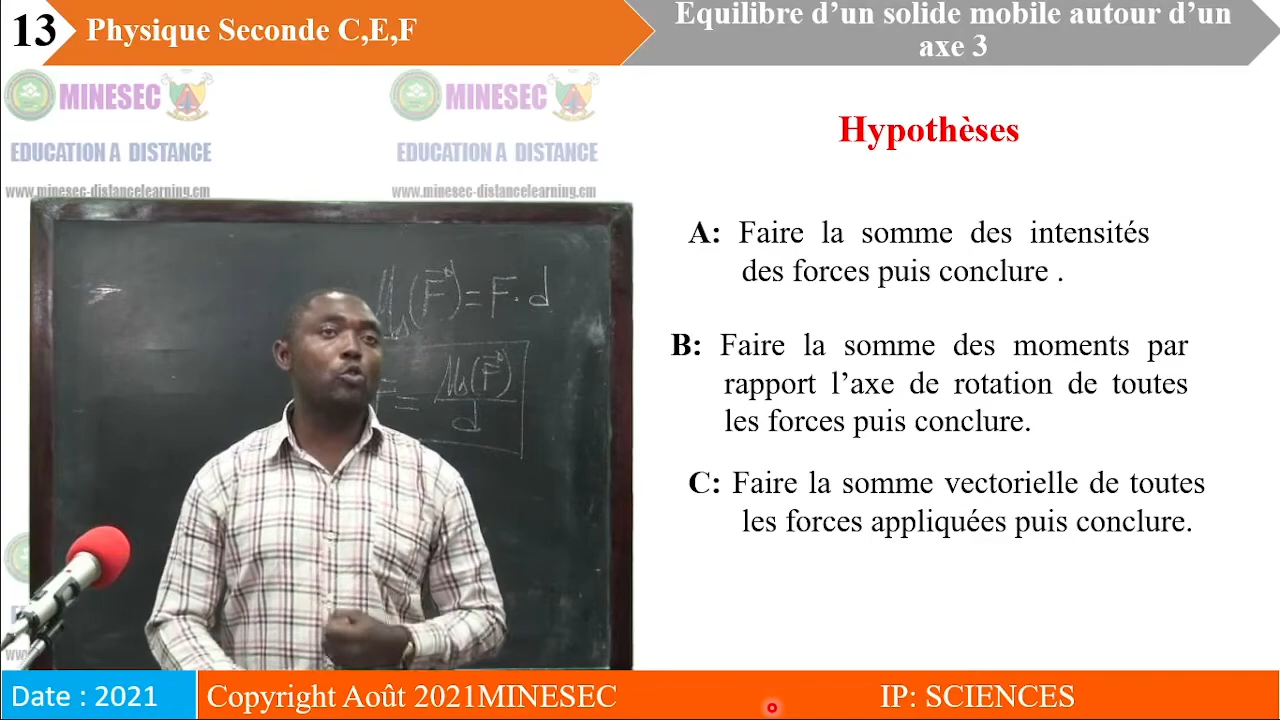 13
Physique Seconde C,E,F
Equilibre d’un solide mobile autour d’un
axe 3
MINESEC
MINESEC
EDUCATION A DISTANCE
EDUCATION A DISTANCE
www.minesec-distancelearning.cm
www.minesec-distancelearning.cm
Hypothèses
A: Faire la somme des intensités
des forces puis conclure .
B: Faire la somme des moments par
rapport l’axe de rotation de toutes
les forces puis conclure.
C: Faire la somme vectorielle de toutes
les forces appliquées puis conclure.
= F. d
Date : 2021
Copyright Août 2021MINESEC
IP: SCIENCES